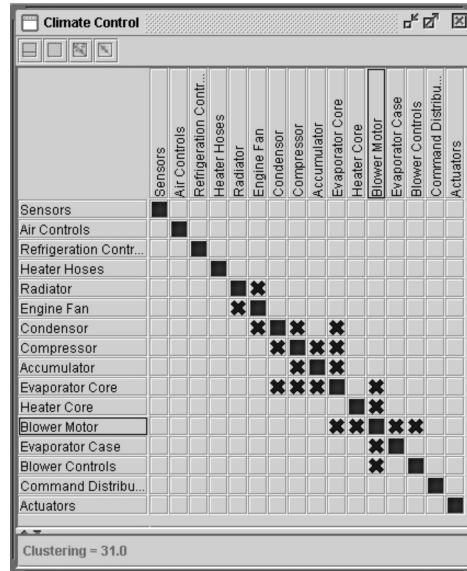 Climate Control
Sensors
Air Controls
Refrigeration Contr...
Heater Hoses
Radiator
Engine Fan
Condensor
Compressor
Accumulator
Evaporator Core
Heater Core
Blower Motor
Evaporator Case
Blower Controls
Command Distribu...
Actuators
Sensors
Air Controls
Refrigeration Contr...
Heater Hoses
Radiator
Engine Fan
Condensor
Compressor
Accumulator
Evaporator Core
Heater Core
Blower Motor
Evaporator Case
Blower Controls
Command Distribu...
Actuators
Clustering = 31.0